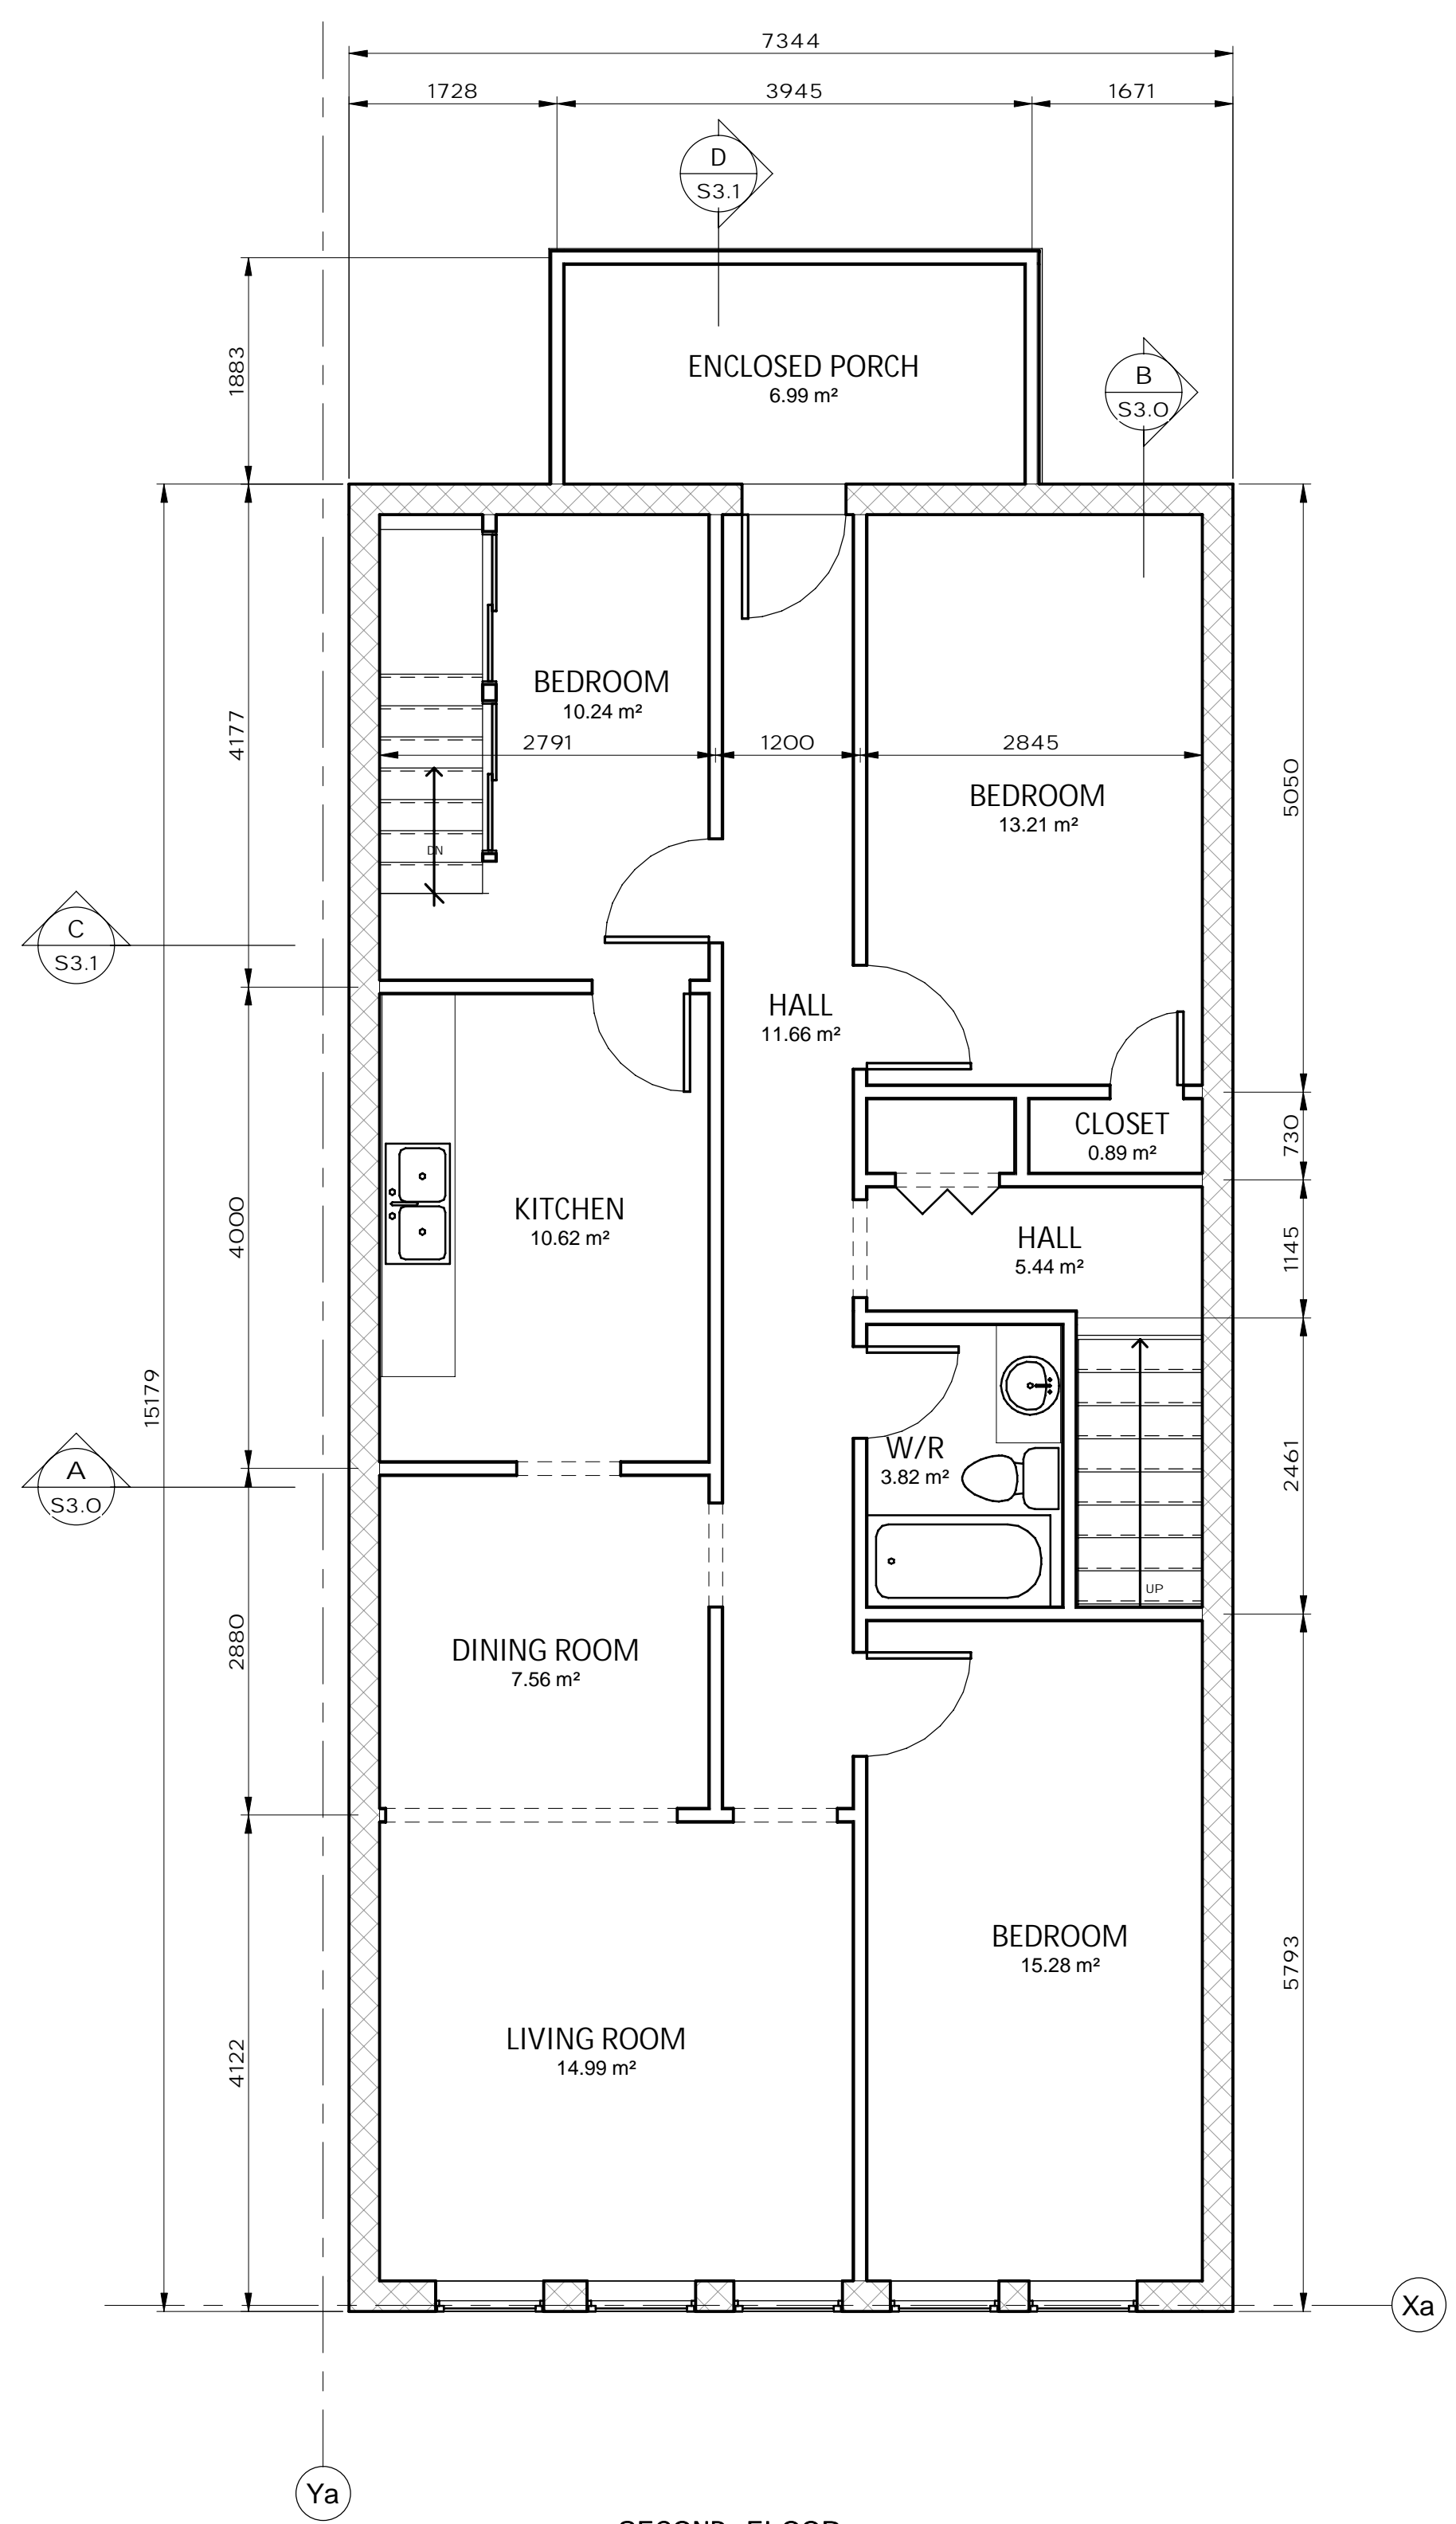 7344
1728
3945
1671
D
S3.1
B
S3.0
ENCLOSED PORCH
6.99 m²
1883
BEDROOM
10.24 m²
4177
2791
1200
2845
BEDROOM
13.21 m²
5050
DN
C
S3.1
HALL
11.66 m²
CLOSET
0.89 m²
730
KITCHEN
10.62 m²
4000
HALL
5.44 m²
1145
15179
W/R
3.82 m²
2461
A
S3.0
UP
DINING ROOM
7.56 m²
2880
BEDROOM
15.28 m²
5793
LIVING ROOM
14.99 m²
4122
Xa
Ya
SECOND FLOOR